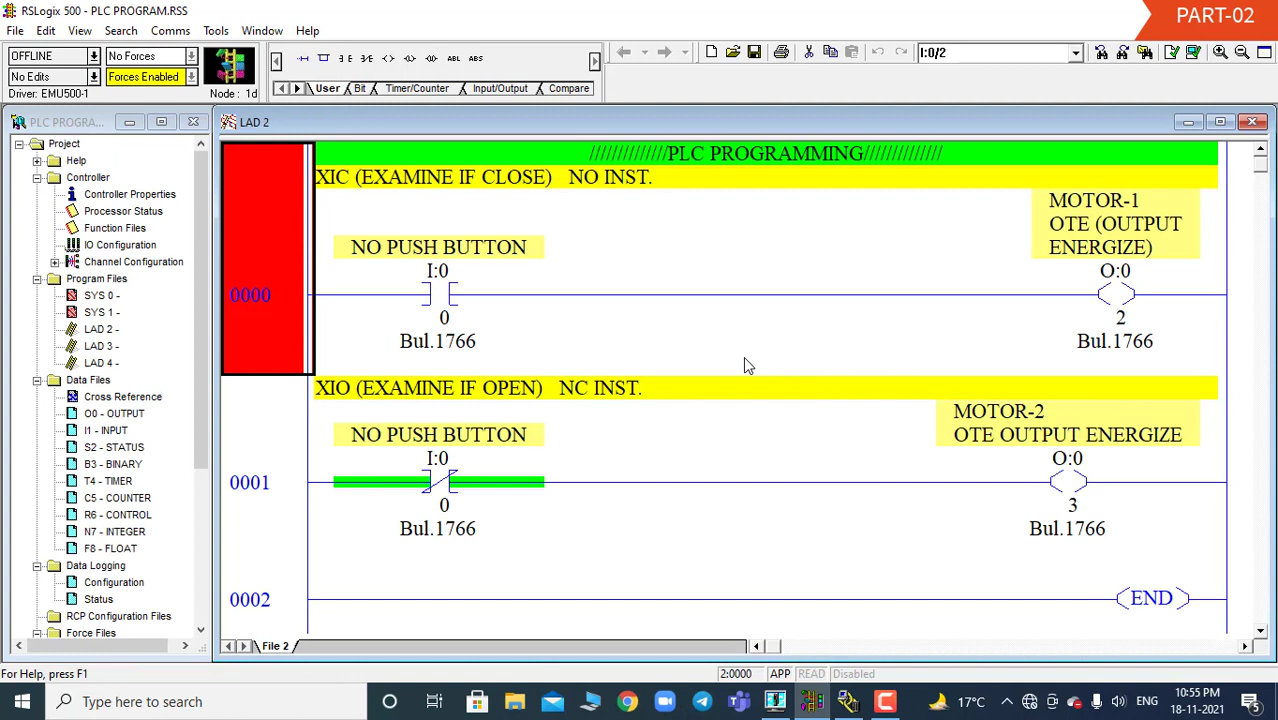 RSLogix 500 - PLC PROGRAM.RSS
PART-02
File Edit View Search Comms Tools Window Help
OFFLINE No Forces
No Edits Forces Enabled
Driver: EMU500-1 Node : 1d
ABL ABS
User Bit Timer/Counter Input/Output Compare
I:0/2
PLC PROGRA...
Project
Help
Controller
Controller Properties
Processor Status
Function Files
IO Configuration
Channel Configuration
Program Files
SYS 0 -
SYS 1 -
LAD 2 -
LAD 3 -
LAD 4 -
Data Files
Cross Reference
O0 - OUTPUT
I1 - INPUT
S2 - STATUS
B3 - BINARY
T4 - TIMER
C5 - COUNTER
R6 - CONTROL
N7 - INTEGER
F8 - FLOAT
Data Logging
Configuration
Status
RCP Configuration Files
Force Files
LAD 2
//////////////PLC PROGRAMMING//////////////
XIC (EXAMINE IF CLOSE) NO INST.
MOTOR-1
OTE (OUTPUT
ENERGIZE)
NO PUSH BUTTON
I:0 O:0
0000
0 2
Bul.1766 Bul.1766
XIO (EXAMINE IF OPEN) NC INST.
MOTOR-2
NO PUSH BUTTON OTE OUTPUT ENERGIZE
I:0 O:0
0001
0 3
Bul.1766 Bul.1766
0002 END
File 2
For Help, press F1
2:0000 APP READ Disabled
Type here to search
17°C ENG
10:55 PM
18-11-2021
5